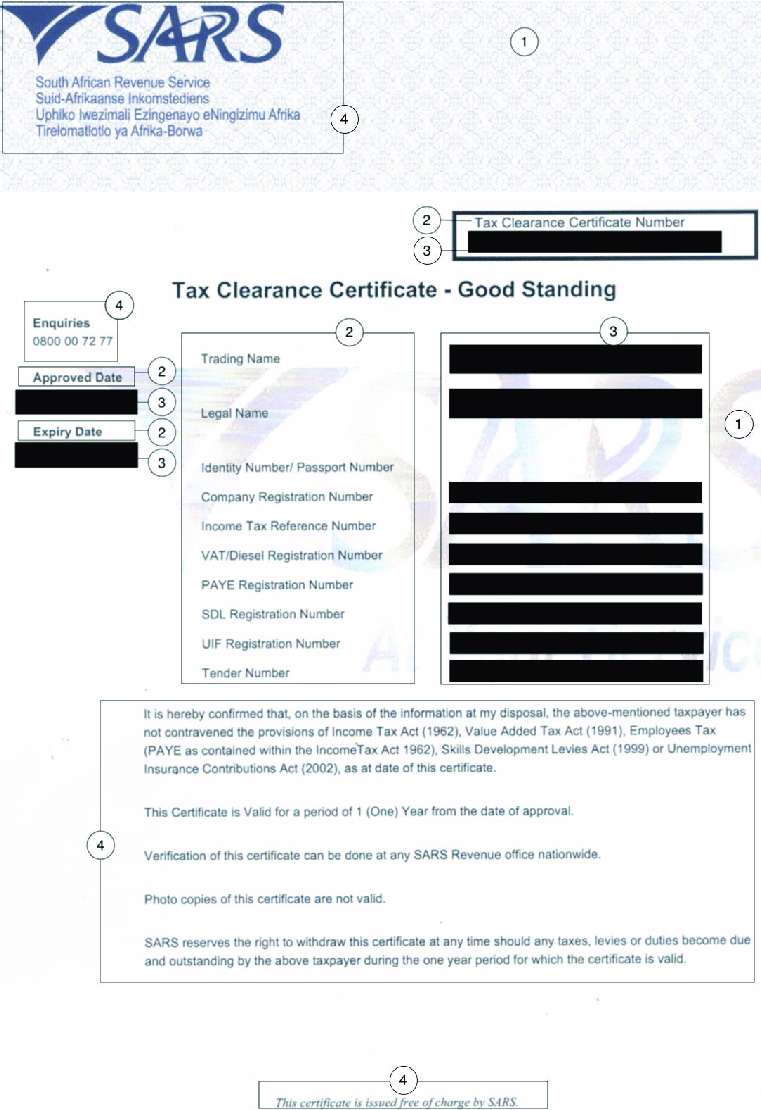 SARS
1
South African Revenue Service
Suid-Afrikaanse Inkomstediens
Uphiko lwezimali Ezingenayo eNingizimu Afrika
Tirelomatlotlo ya Afrika-Borwa
4
2
Tax Clearance Certificate Number
3
Tax Clearance Certificate - Good Standing
4
Enquiries
0800 00 72 77
2
Approved Date
3
2
Expiry Date
3
2
3
Trading Name
Legal Name
1
Identity Number/ Passport Number
Company Registration Number
Income Tax Reference Number
VAT/Diesel Registration Number
PAYE Registration Number
SDL Registration Number
UIF Registration Number
Tender Number
It is hereby confirmed that, on the basis of the information at my disposal, the above-mentioned taxpayer has
not contravened the provisions of Income Tax Act (1962), Value Added Tax Act (1991), Employees Tax
(PAYE as contained within the IncomeTax Act 1962), Skills Development Levies Act (1999) or Unemployment
Insurance Contributions Act (2002), as at date of this certificate.
This Certificate is Valid for a period of 1 (One) Year from the date of approval.
4
Verification of this certificate can be done at any SARS Revenue office nationwide.
Photo copies of this certificate are not valid.
SARS reserves the right to withdraw this certificate at any time should any taxes, levies or duties become due
and outstanding by the above taxpayer during the one year period for which the certificate is valid.
4
This certificate is issued free of charge by SARS.